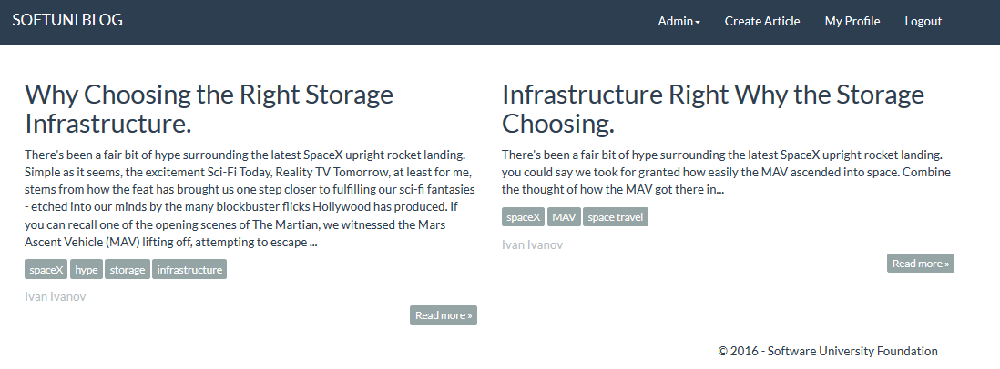 SOFTUNI BLOG
Admin
Create Article
My Profile
Logout
Why Choosing the Right Storage
Infrastructure.
There's been a fair bit of hype surrounding the latest SpaceX upright rocket landing.
Simple as it seems, the excitement Sci-Fi Today, Reality TV Tomorrow, at least for me,
stems from how the feat has brought us one step closer to fulfilling our sci-fi fantasies
- etched into our minds by the many blockbuster flicks Hollywood has produced. If
you can recall one of the opening scenes of The Martian, we witnessed the Mars
Ascent Vehicle (MAV) lifting off, attempting to escape ...
spaceX hype storage infrastructure
Ivan Ivanov
Read more »
Infrastructure Right Why the Storage
Choosing.
There's been a fair bit of hype surrounding the latest SpaceX upright rocket landing.
you could say we took for granted how easily the MAV ascended into space. Combine
the thought of how the MAV got there in...
spaceX MAV space travel
Ivan Ivanov
Read more »
© 2016 - Software University Foundation